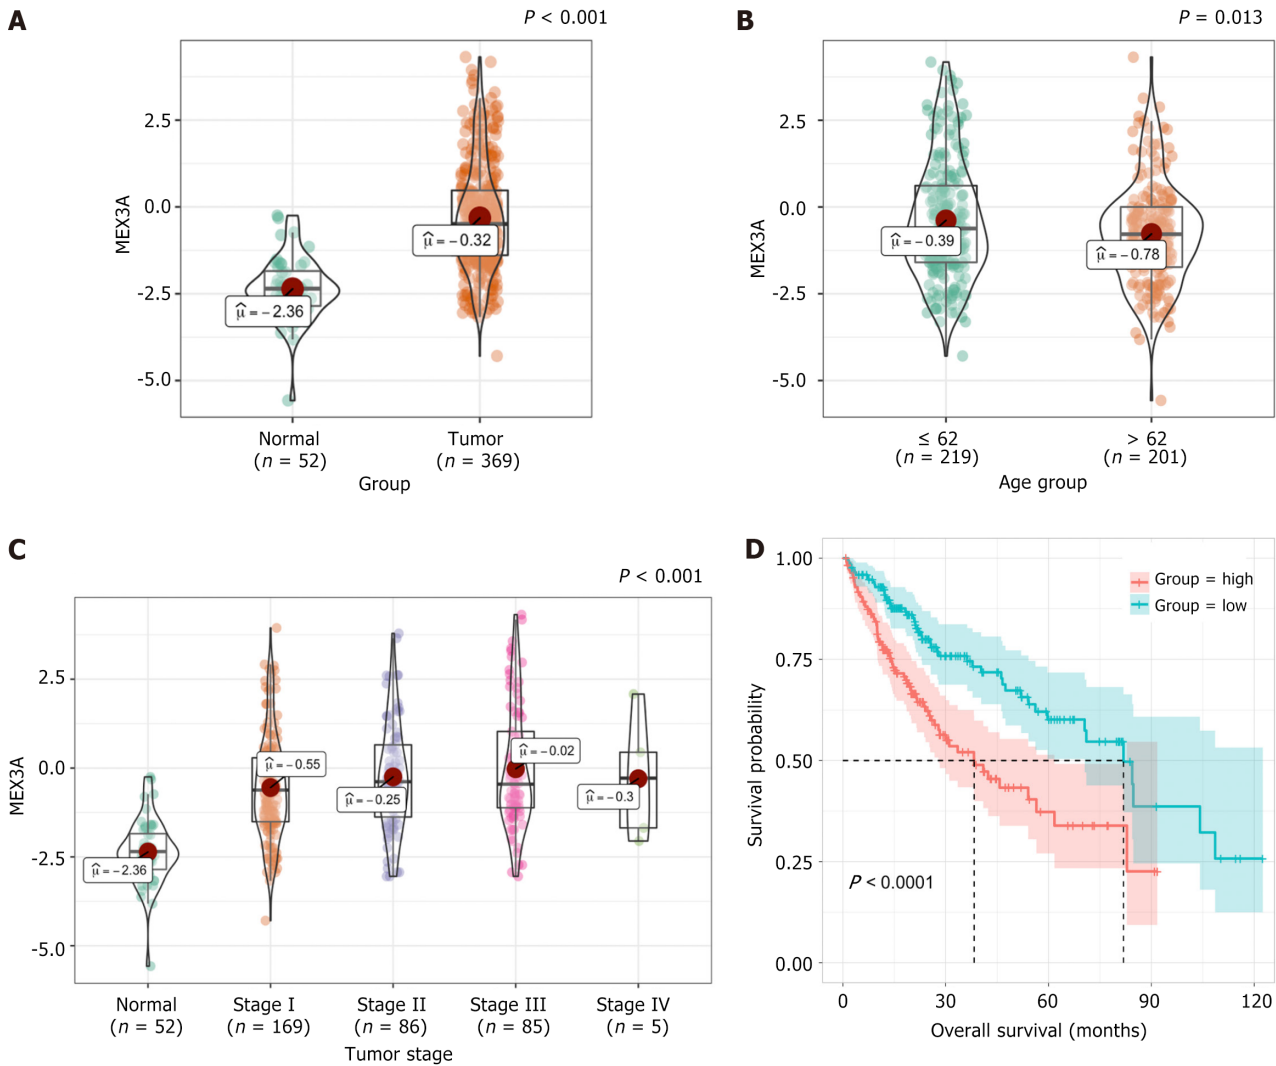 A
P < 0.001
MEX3A
2.5
0.0
-2.5
-5.0
μ̂ = − 2.36
μ̂ = − 0.32
Normal
(n = 52)
Tumor
(n = 369)
Group
B
P = 0.013
MEX3A
2.5
0.0
-2.5
-5.0
μ̂ = − 0.39
μ̂ = − 0.78
≤ 62
(n = 219)
> 62
(n = 201)
Age group
C
P < 0.001
MEX3A
2.5
0.0
-2.5
-5.0
μ̂ = − 2.36
μ̂ = − 0.55
μ̂ = − 0.25
μ̂ = − 0.02
μ̂ = − 0.3
Normal
(n = 52)
Stage I
(n = 169)
Stage II
(n = 86)
Stage III
(n = 85)
Stage IV
(n = 5)
Tumor stage
D
Survival probability
1.00
0.75
0.50
0.25
0.00
Group = high
Group = low
P < 0.0001
0 30 60 90 120
Overall survival (months)